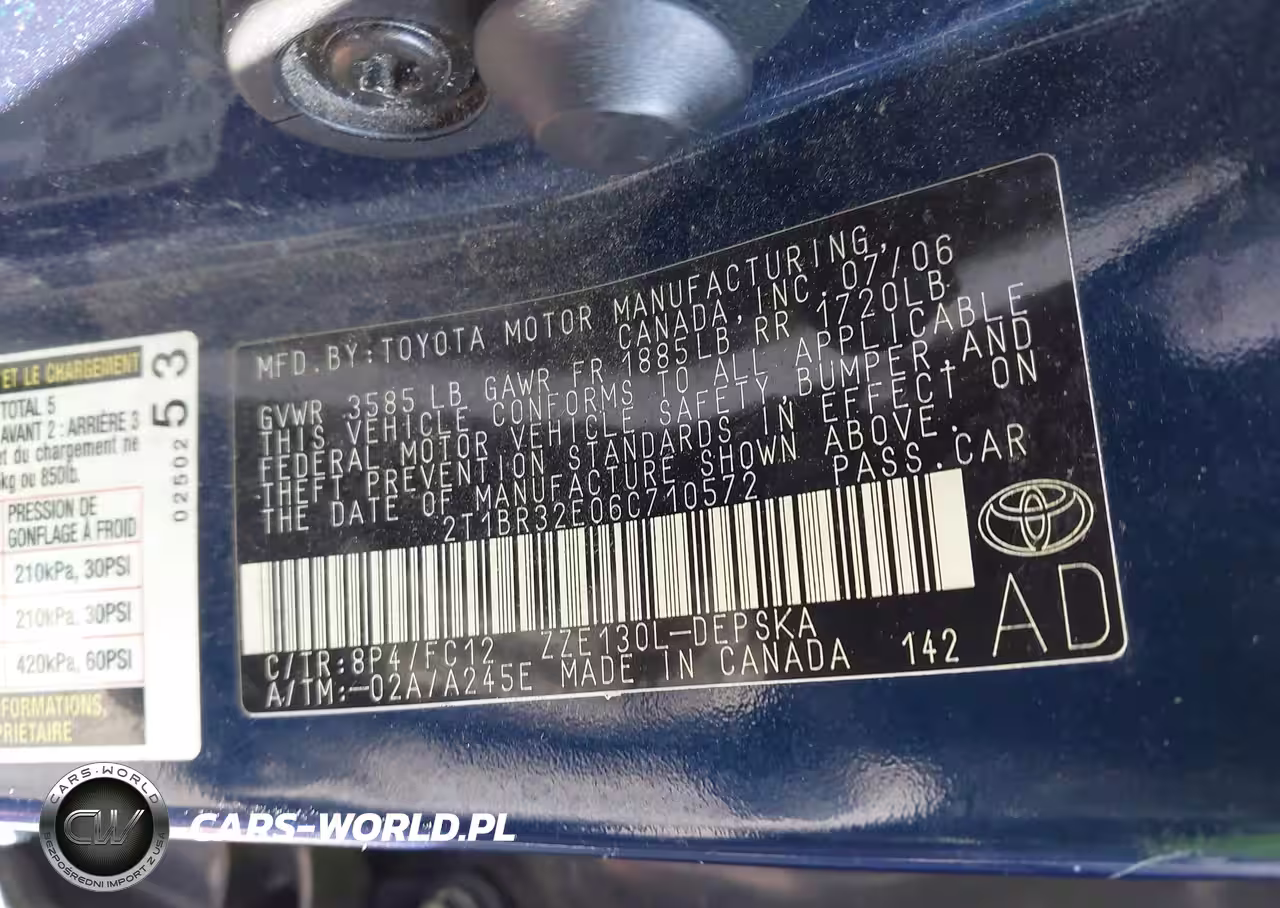 ET LE CHARGEMENT
TOTAL 5
AVANT 2 : ARRIÈRE 3
du chargement ne
kg ou 850lb.
PRESSION DE
GONFLAGE À FROID
210kPa, 30PSI
210kPa, 30PSI
420kPa, 60PSI
FORMATIONS,
02502 53
MFD.BY:TOYOTA MOTOR MANUFACTURING,
CANADA,INC.07/06
GVWR 3585LB GAWR FR 1885LB RR 1720LB
THIS VEHICLE CONFORMS TO ALL APPLICABLE
FEDERAL MOTOR VEHICLE SAFETY,BUMPER,AND
THEFT PREVENTION STANDARDS IN EFFECT ON
THE DATE OF MANUFACTURE SHOWN ABOVE.
2T1BR32E06C710572 PASS.CAR
C/TR:8P4/FC12 ZZE130L-DEPSKA
A/TM:-02A/A245E MADE IN CANADA 142
AD
CARS-WORLD
CW
BEZPOŚREDNI IMPORT Z USA
CARS-WORLD.PL